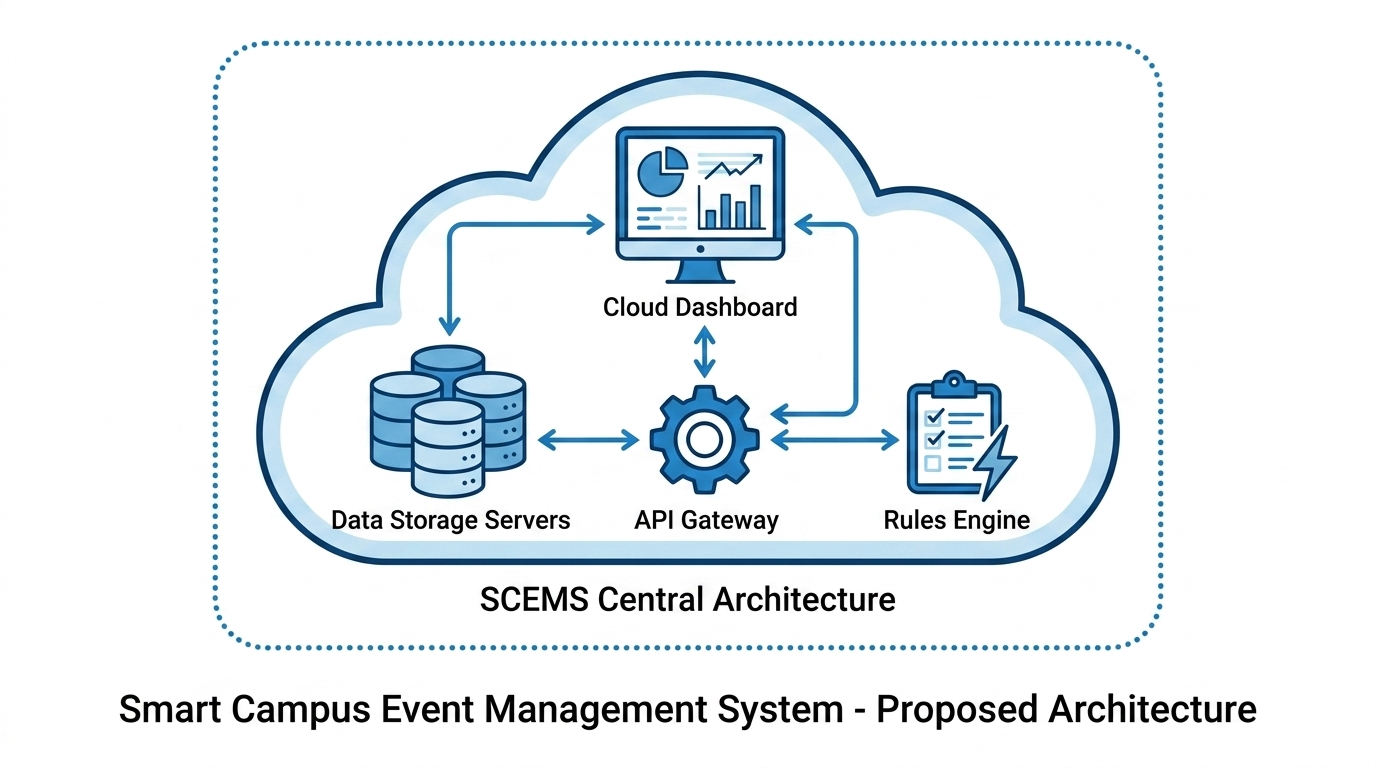 Cloud Dashboard
Data Storage Servers
API Gateway
Rules Engine
SCEMS Central Architecture
Smart Campus Event Management System - Proposed Architecture